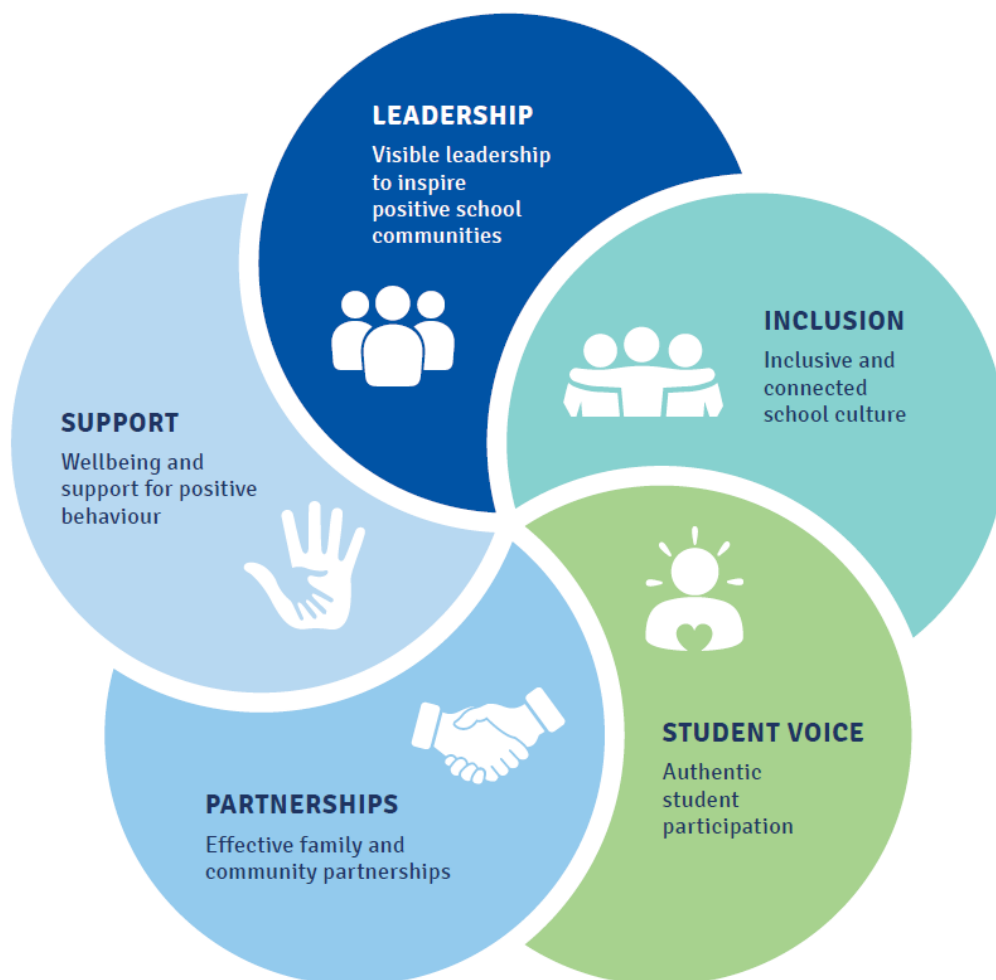 LEADERSHIP
Visible leadership
to inspire
positive school
communities
INCLUSION
Inclusive and
connected
school culture
STUDENT VOICE
Authentic
student
participation
PARTNERSHIPS
Effective family and
community partnerships
SUPPORT
Wellbeing and
support for positive
behaviour